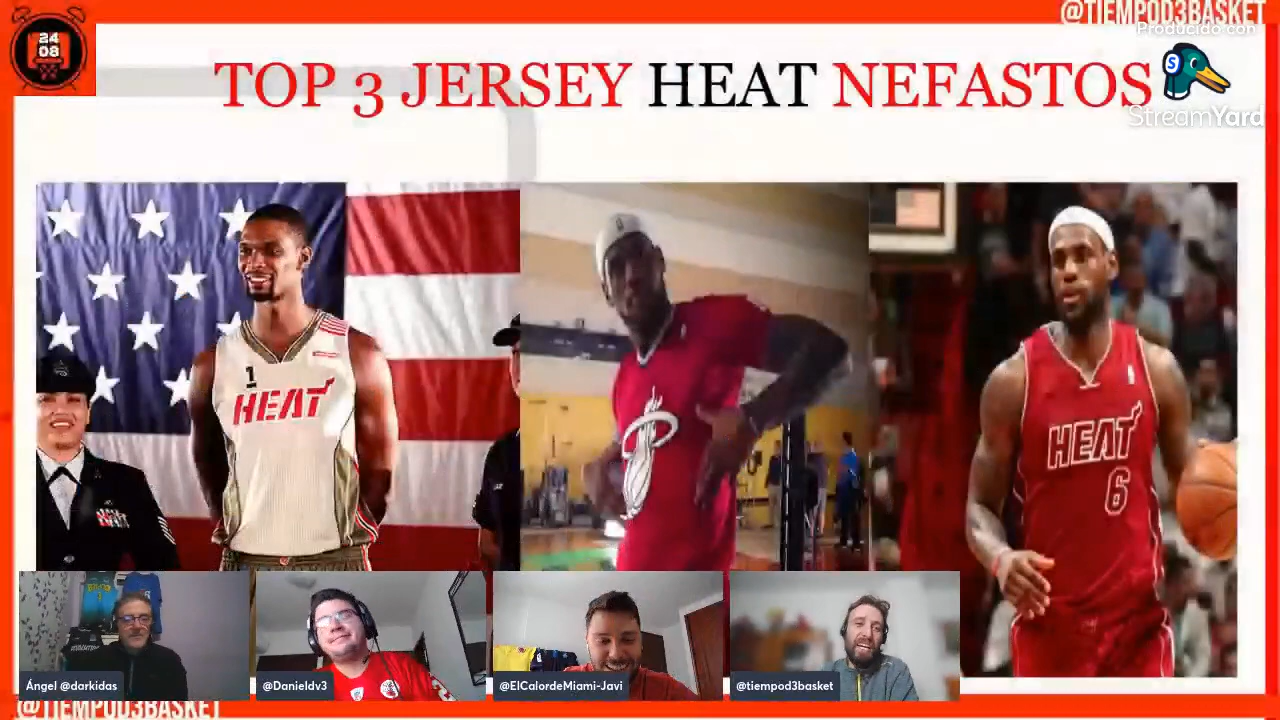 @TIEMPOD3BASKET
24
08
Producido con
TOP 3 JERSEY HEAT NEFASTOS
S
StreamYard
1
HEAT
HEAT
6
Ángel @darkidas
@Danieldv3
@ElCalordeMiami-Javi
@tiempod3basket
@TIEMPOD3BASKET